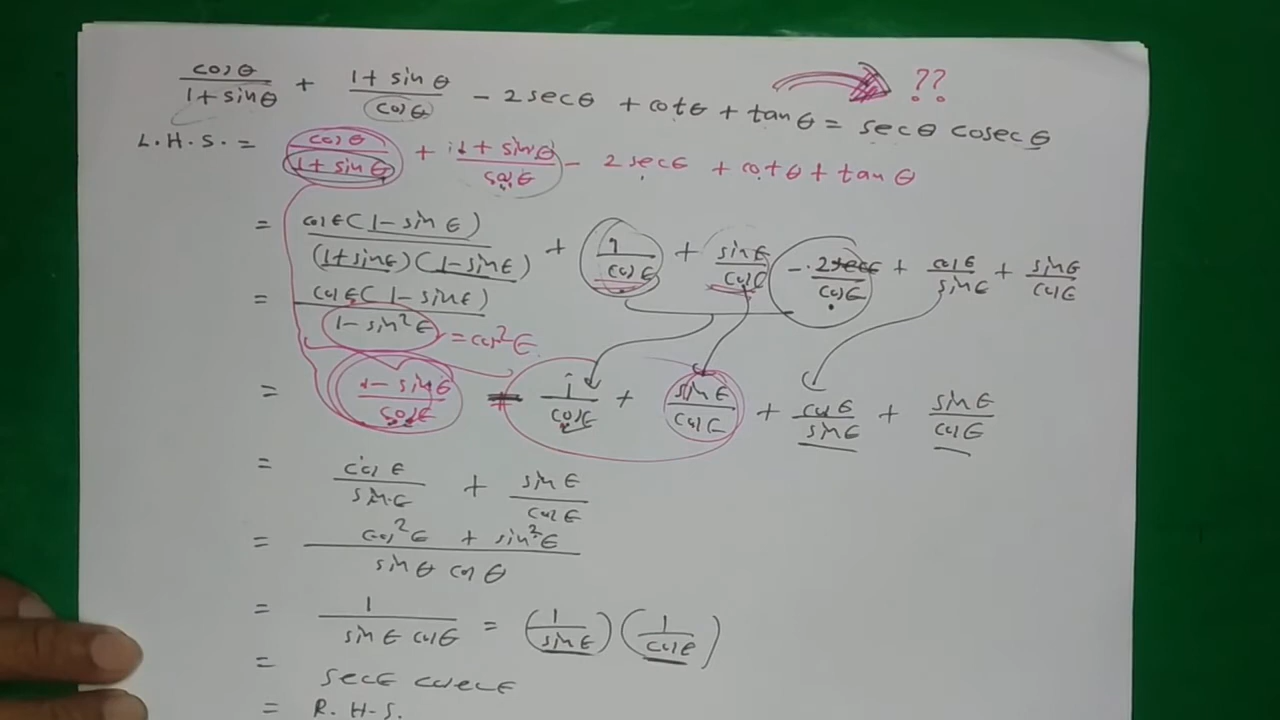 cosθ/(1+sinθ) + (1+sinθ)/cosθ - 2secθ + cotθ + tanθ = secθ cosecθ ??
L.H.S. = cosθ/(1+sinθ) + (1+sinθ)/cosθ - 2secθ + cotθ + tanθ
= cosθ(1-sinθ)/((1+sinθ)(1-sinθ)) + 1/cosθ + sinθ/cosθ - 2/cosθ + cosθ/sinθ + sinθ/cosθ
= cosθ(1-sinθ)/(1-sin²θ) = cos²θ
= (1-sinθ)/cosθ - 1/cosθ + sinθ/cosθ + cosθ/sinθ + sinθ/cosθ
= cosθ/sinθ + sinθ/cosθ
= (cos²θ + sin²θ)/(sinθ cosθ)
= 1/(sinθ cosθ) = (1/sinθ)(1/cosθ)
= secθ cosecθ
= R.H.S.